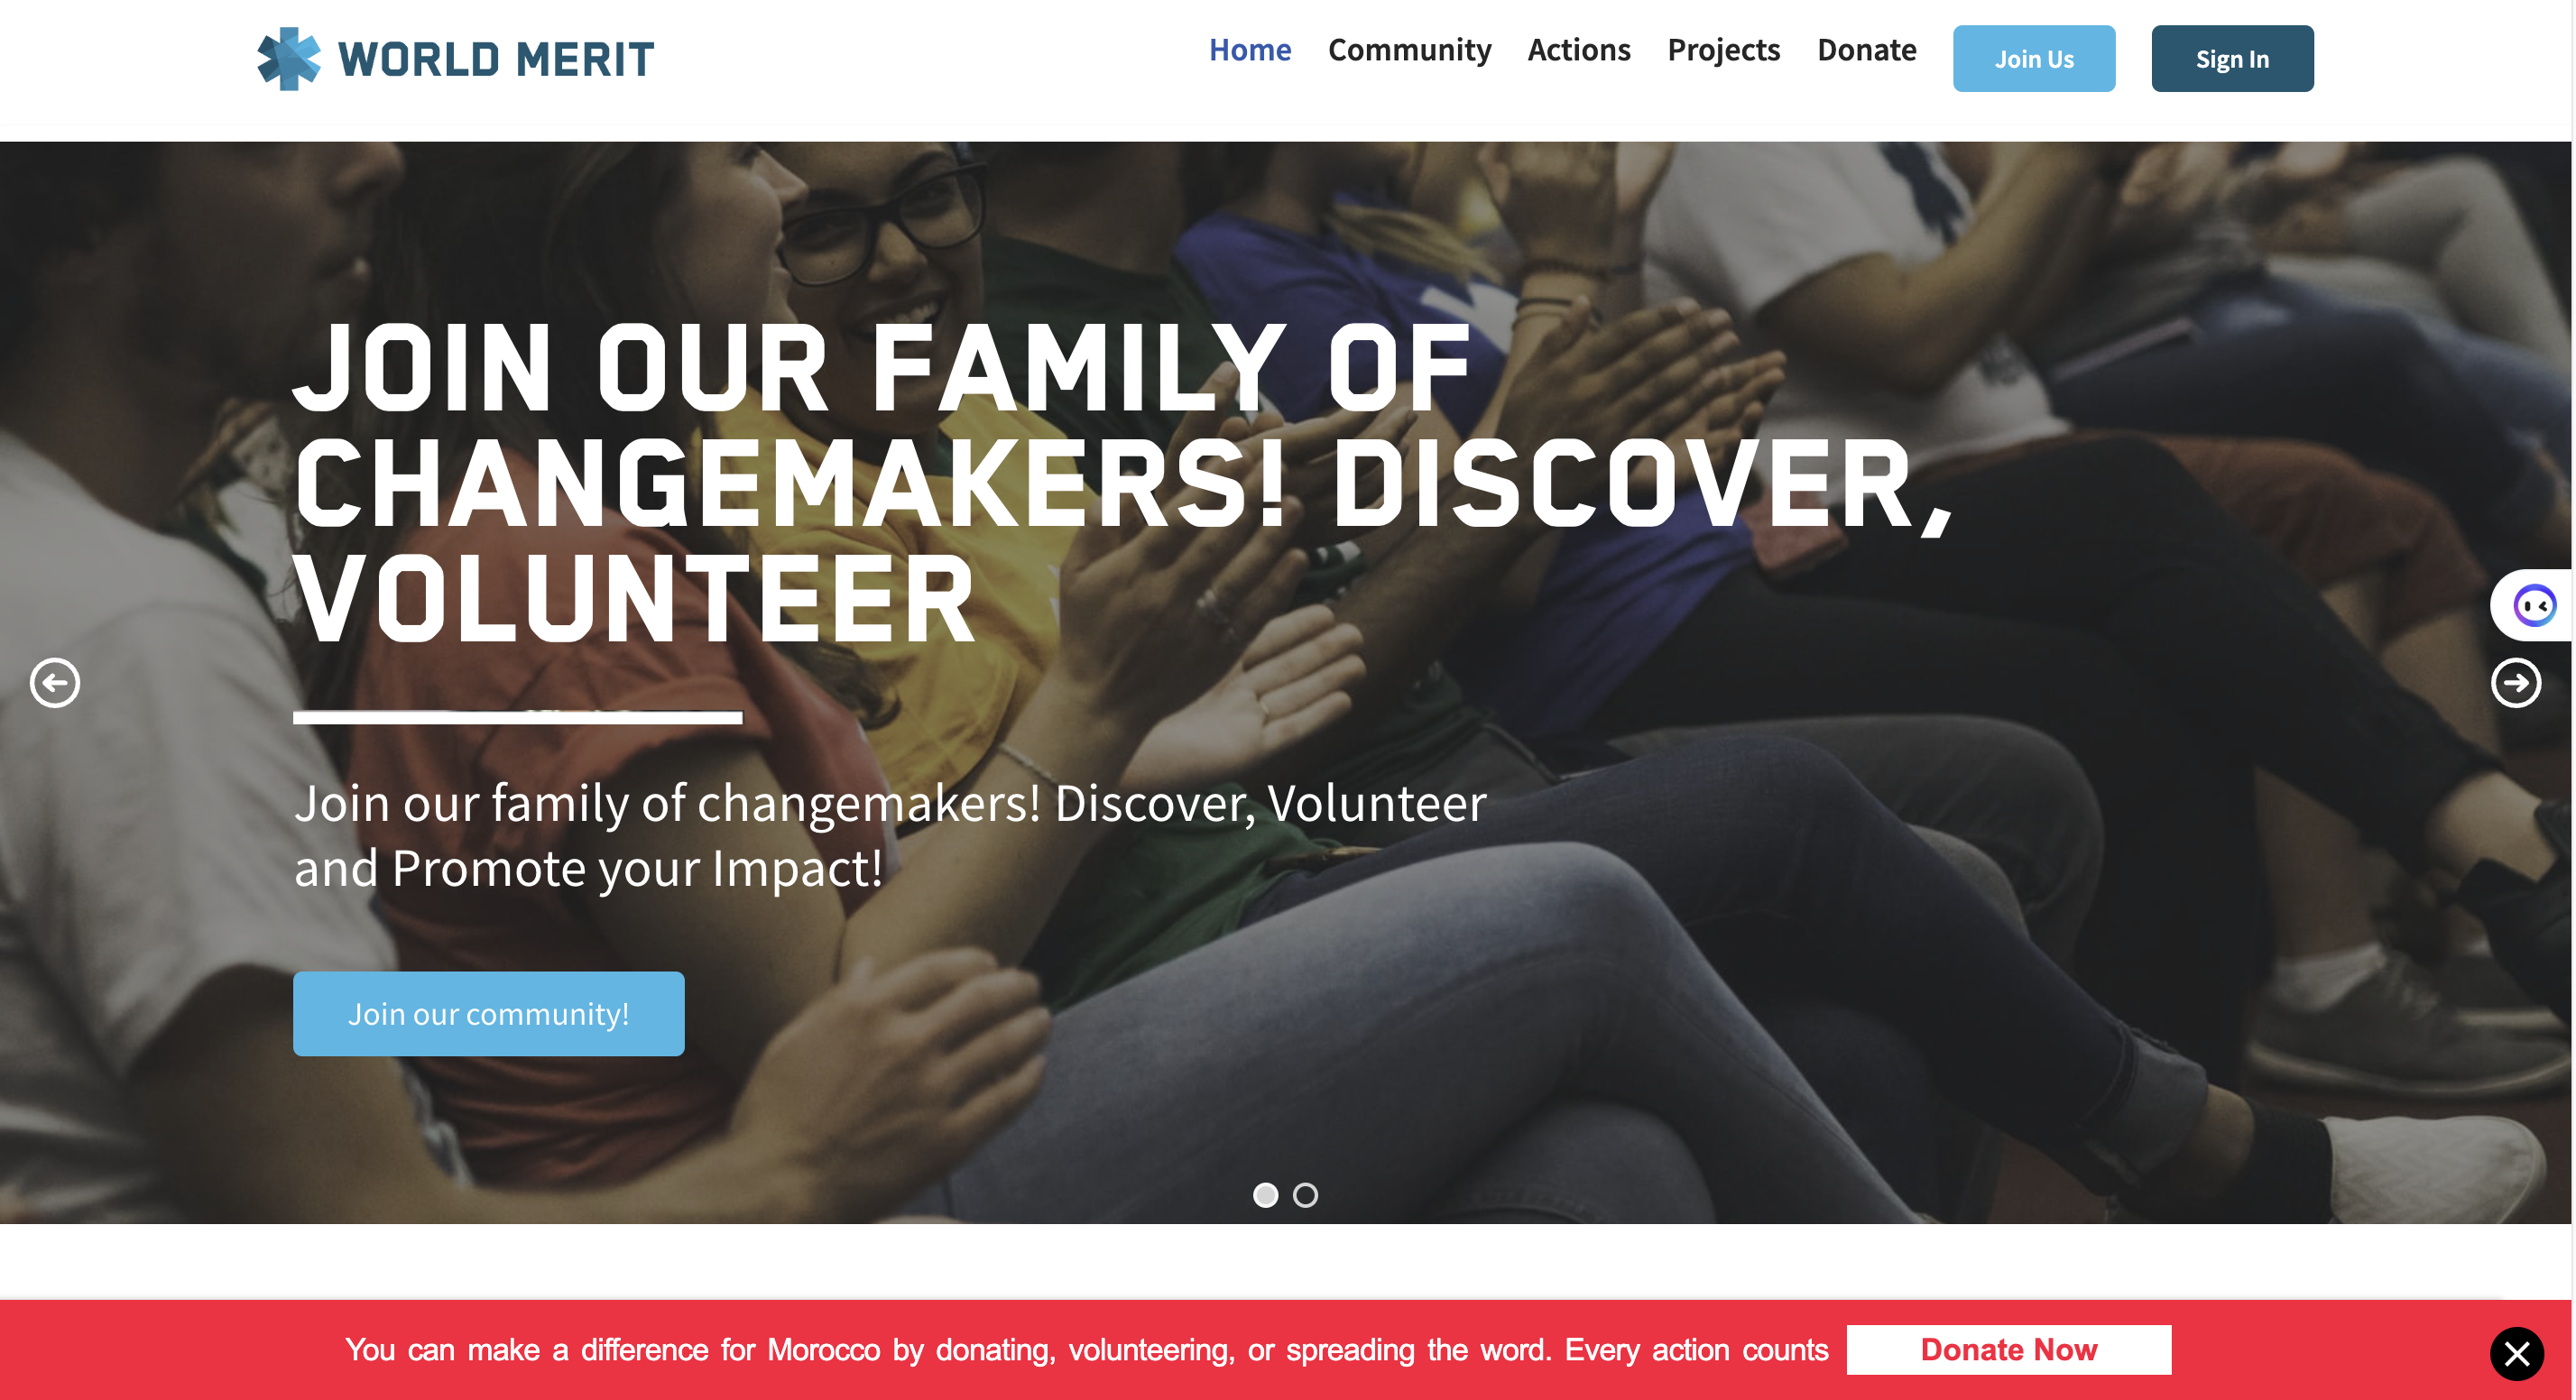 WORLD MERIT
Home Community Actions Projects Donate Join Us Sign In
JOIN OUR FAMILY OF
CHANGEMAKERS! DISCOVER,
VOLUNTEER
Join our family of changemakers! Discover, Volunteer
and Promote your Impact!
Join our community!
You can make a difference for Morocco by donating, volunteering, or spreading the word. Every action counts Donate Now